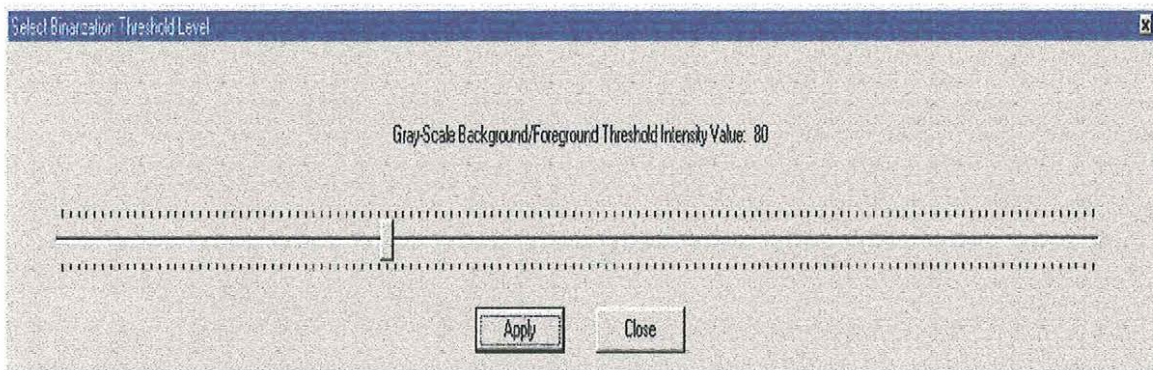 Select Binarization Threshold Level
Gray-Scale Background/Foreground Threshold Intensity Value: 80
Apply
Close